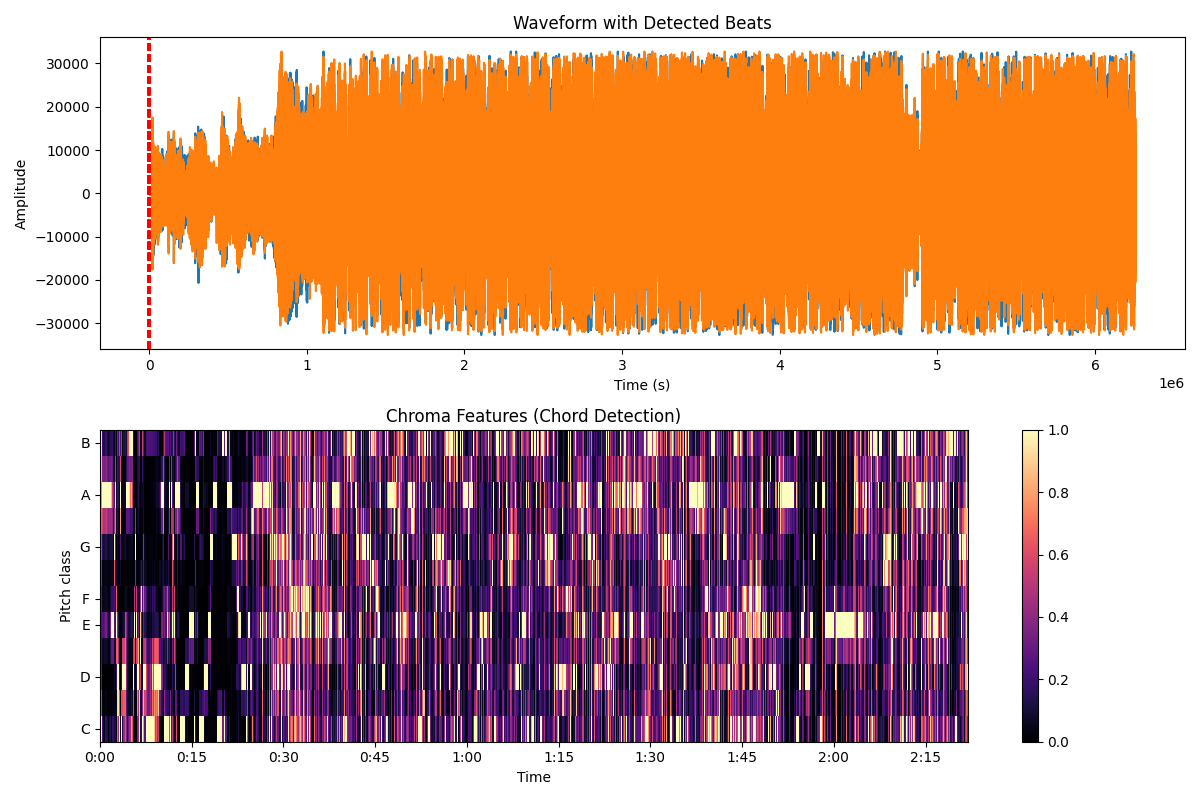 Waveform with Detected Beats
Amplitude
30000
20000
10000
0
−10000
−20000
−30000
0 1 2 3 4 5 6
Time (s)
1e6
Chroma Features (Chord Detection)
Pitch class
B
A
G
F
E
D
C
0:00 0:15 0:30 0:45 1:00 1:15 1:30 1:45 2:00 2:15
Time
1.0
0.8
0.6
0.4
0.2
0.0